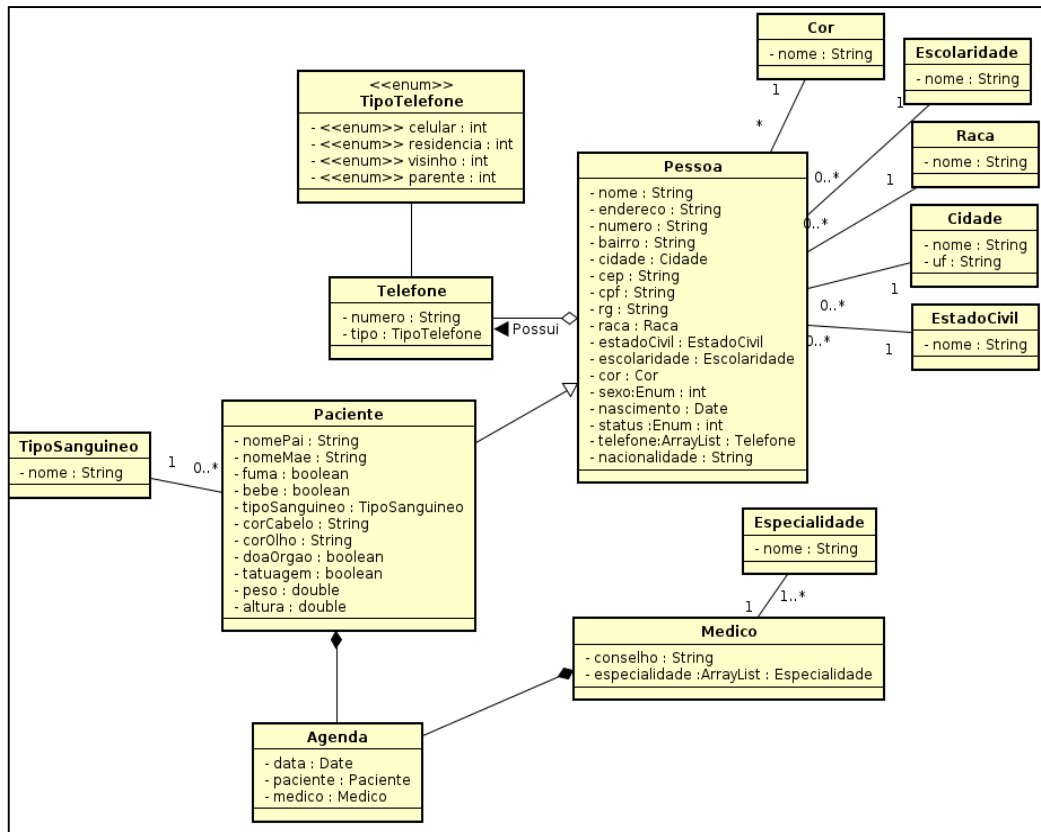 Cor
- nome : String
1
*
Escolaridade
- nome : String
1
0..*
Raca
- nome : String
1
0..*
Cidade
- nome : String
- uf : String
1
0..*
EstadoCivil
- nome : String
1
0..*
<<enum>>
TipoTelefone
- <<enum>> celular : int
- <<enum>> residencia : int
- <<enum>> visinho : int
- <<enum>> parente : int
Telefone
- numero : String
- tipo : TipoTelefone
Possui
Pessoa
- nome : String
- endereco : String
- numero : String
- bairro : String
- cidade : Cidade
- cep : String
- cpf : String
- rg : String
- raca : Raca
- estadoCivil : EstadoCivil
- escolaridade : Escolaridade
- cor : Cor
- sexo:Enum : int
- nascimento : Date
- status :Enum : int
- telefone:ArrayList : Telefone
- nacionalidade : String
TipoSanguineo
- nome : String
1
0..*
Paciente
- nomePai : String
- nomeMae : String
- fuma : boolean
- bebe : boolean
- tipoSanguineo : TipoSanguineo
- corCabelo : String
- corOlho : String
- doaOrgao : boolean
- tatuagem : boolean
- peso : double
- altura : double
Especialidade
- nome : String
1..*
1
Medico
- conselho : String
- especialidade :ArrayList : Especialidade
Agenda
- data : Date
- paciente : Paciente
- medico : Medico